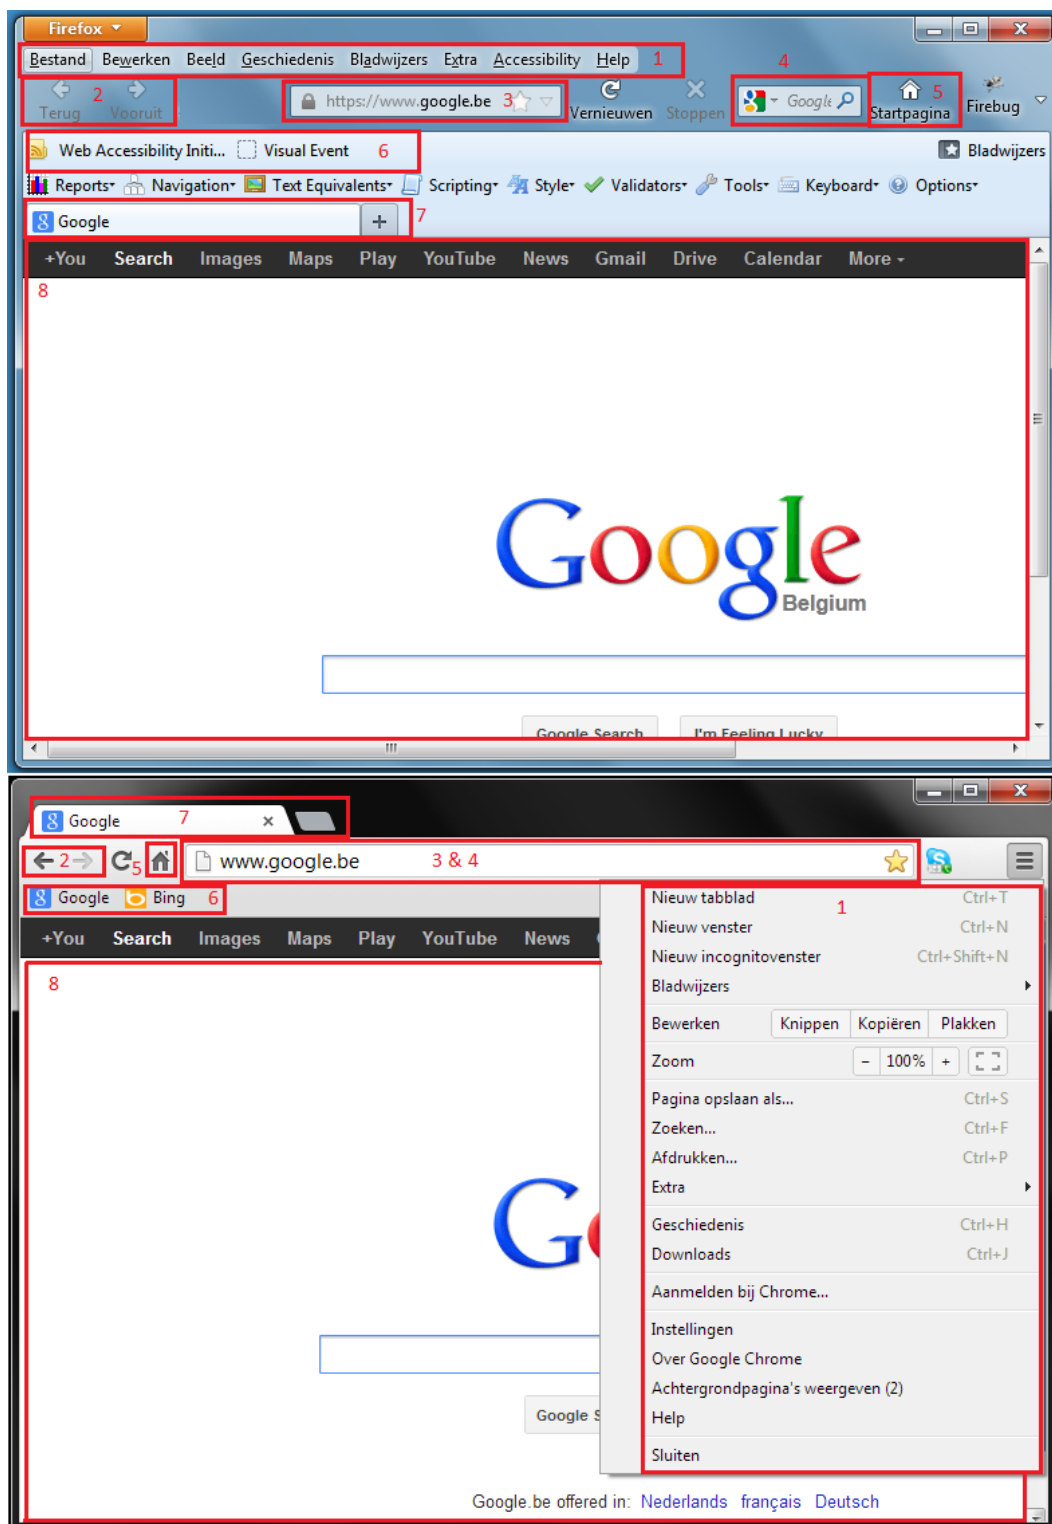 Firefox
Bestand Bewerken Beeld Geschiedenis Bladwijzers Extra Accessibility Help 1
4
Terug 2 Vooruit https://www.google.be 3 Vernieuwen Stoppen Google Startpagina 5 Firebug
Web Accessibility Initi... Visual Event 6 Bladwijzers
Reports Navigation Text Equivalents Scripting Style Validators Tools Keyboard Options
Google 7
+You Search Images Maps Play YouTube News Gmail Drive Calendar More
8
Google
Belgium
Google Search I'm Feeling Lucky
Google 7
2 5 www.google.be 3 & 4
Google Bing 6
+You Search Images Maps Play YouTube News
8
1
Nieuw tabblad Ctrl+T
Nieuw venster Ctrl+N
Nieuw incognitovenster Ctrl+Shift+N
Bladwijzers
Bewerken Knippen Kopiëren Plakken
Zoom − 100% +
Pagina opslaan als... Ctrl+S
Zoeken... Ctrl+F
Afdrukken... Ctrl+P
Extra
Geschiedenis Ctrl+H
Downloads Ctrl+J
Aanmelden bij Chrome...
Instellingen
Over Google Chrome
Achtergrondpagina's weergeven (2)
Help
Sluiten
Google S
Google.be offered in: Nederlands français Deutsch